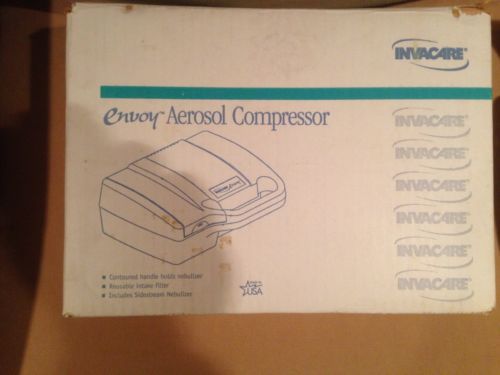 INVACARE®
envoy™ Aerosol Compressor
INVACARE®
INVACARE®
INVACARE®
INVACARE®
INVACARE®
INVACARE®
Contoured handle holds nebulizer
Reusable intake filter
Includes Sidestream Nebulizer
USA